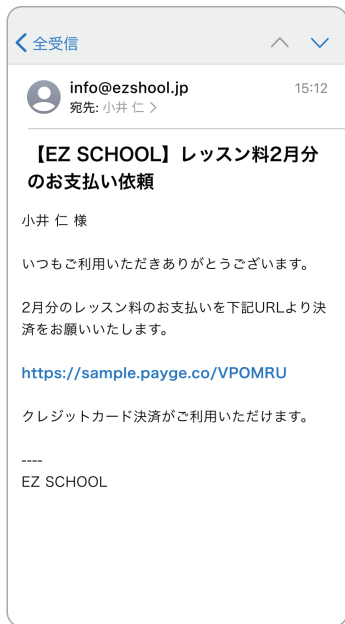 全受信
info@ezshool.jp 15:12
宛先: 小井 仁
【EZ SCHOOL】レッスン料2月分
のお支払い依頼
小井 仁 様
いつもご利用いただきありがとうございます。
2月分のレッスン料のお支払いを下記URLより決
済をお願いいたします。
https://sample.payge.co/VPOMRU
クレジットカード決済がご利用いただけます。
----
EZ SCHOOL